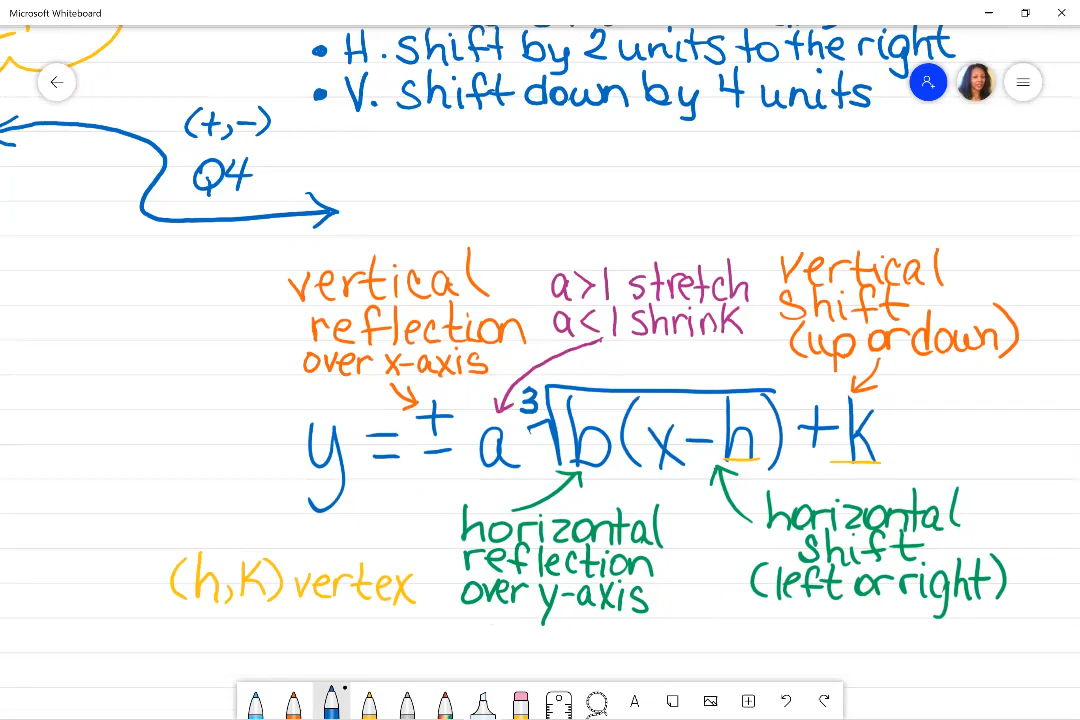 Microsoft Whiteboard
• H. shift by 2 units to the right
• V. shift down by 4 units
(+,-)
Q4
vertical
reflection
over x-axis
a>1 stretch
a<1 shrink
vertical
shift
(up or down)
y = ± a ∛b(x-h) + k
horizontal
reflection
over y-axis
horizontal
shift
(left or right)
(h,k) vertex
A